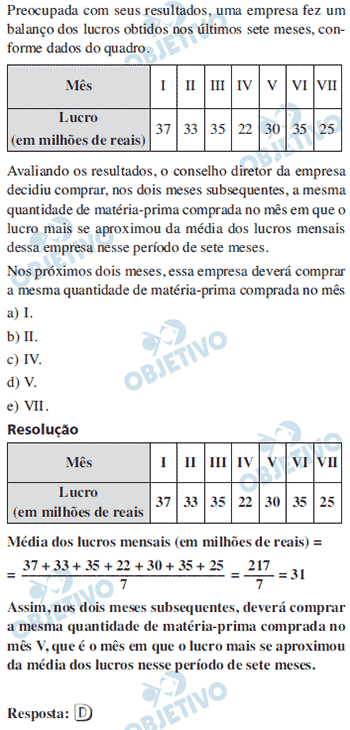 Preocupada com seus resultados, uma empresa fez um
balanço dos lucros obtidos nos últimos sete meses, con-
forme dados do quadro.
Mês I II III IV V VI VII
Lucro
(em milhões de reais) 37 33 35 22 30 35 25
Avaliando os resultados, o conselho diretor da empresa
decidiu comprar, nos dois meses subsequentes, a mesma
quantidade de matéria-prima comprada no mês em que o
lucro mais se aproximou da média dos lucros mensais
dessa empresa nesse período de sete meses.
Nos próximos dois meses, essa empresa deverá comprar
a mesma quantidade de matéria-prima comprada no mês
a) I.
b) II.
c) IV.
d) V.
e) VII.
OBJETIVO
Resolução
Mês I II III IV V VI VII
Lucro
(em milhões de reais 37 33 35 22 30 35 25
Média dos lucros mensais (em milhões de reais) =
= 37 + 33 + 35 + 22 + 30 + 35 + 25 / 7 = 217 / 7 = 31
Assim, nos dois meses subsequentes, deverá comprar
a mesma quantidade de matéria-prima comprada no
mês V, que é o mês em que o lucro mais se aproximou
da média dos lucros nesse período de sete meses.
Resposta: D
OBJETIVO